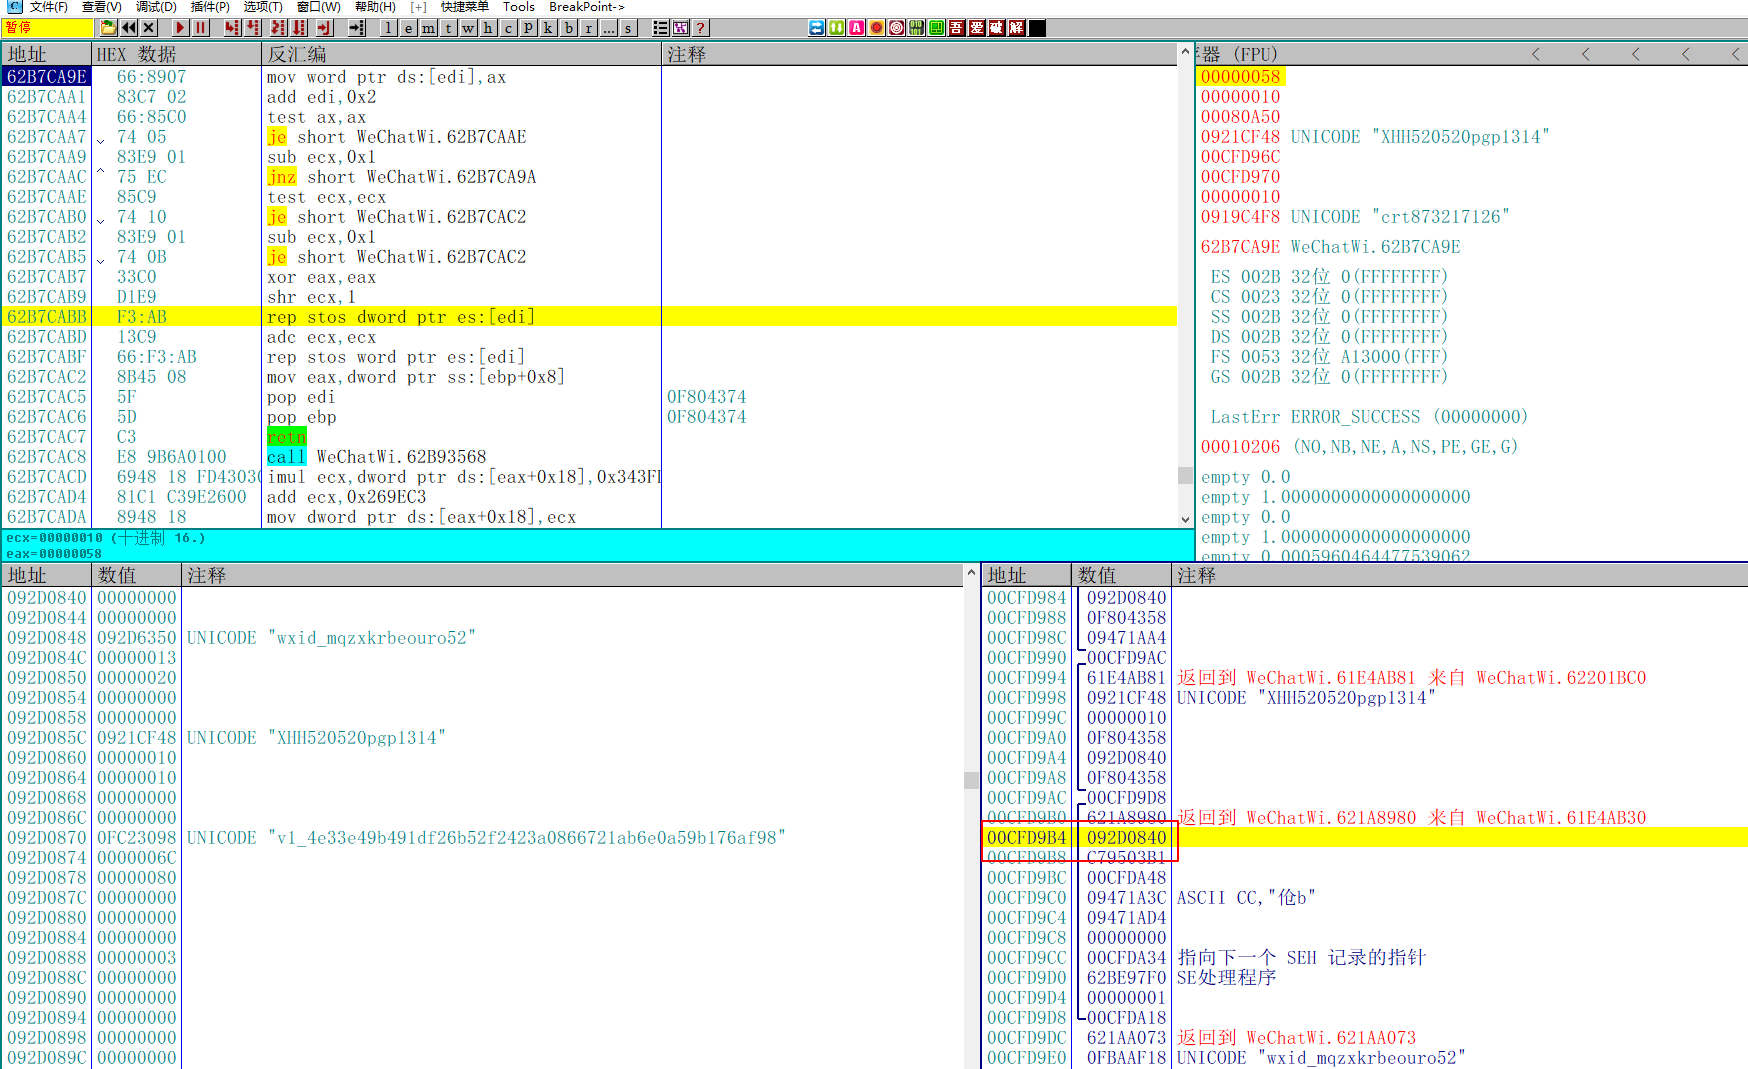 文件(F) 查看(V) 调试(D) 插件(P) 选项(T) 窗口(W) 帮助(H) [+] 快捷菜单 Tools BreakPoint->
暂停 l e m t w h c p k b r ... s ? 吾 爱 破 解
地址 HEX 数据 反汇编 注释
62B7CA9E 66:8907 mov word ptr ds:[edi],ax
62B7CAA1 83C7 02 add edi,0x2
62B7CAA4 66:85C0 test ax,ax
62B7CAA7 74 05 je short WeChatWi.62B7CAAE
62B7CAA9 83E9 01 sub ecx,0x1
62B7CAAC 75 EC jnz short WeChatWi.62B7CA9A
62B7CAAE 85C9 test ecx,ecx
62B7CAB0 74 10 je short WeChatWi.62B7CAC2
62B7CAB2 83E9 01 sub ecx,0x1
62B7CAB5 74 0B je short WeChatWi.62B7CAC2
62B7CAB7 33C0 xor eax,eax
62B7CAB9 D1E9 shr ecx,1
62B7CABB F3:AB rep stos dword ptr es:[edi]
62B7CABD 13C9 adc ecx,ecx
62B7CABF 66:F3:AB rep stos word ptr es:[edi]
62B7CAC2 8B45 08 mov eax,dword ptr ss:[ebp+0x8]
62B7CAC5 5F pop edi 0F804374
62B7CAC6 5D pop ebp 0F804374
62B7CAC7 C3 retn
62B7CAC8 E8 9B6A0100 call WeChatWi.62B93568
62B7CACD 6948 18 FD4303 imul ecx,dword ptr ds:[eax+0x18],0x343F
62B7CAD4 81C1 C39E2600 add ecx,0x269EC3
62B7CADA 8948 18 mov dword ptr ds:[eax+0x18],ecx
ecx=00000010 (十进制 16.)
eax=00000058
器 (FPU) < < < < <
00000058
00000010
00080A50
0921CF48 UNICODE "XHH520520pgp1314"
00CFD96C
00CFD970
00000010
0919C4F8 UNICODE "crt873217126"
62B7CA9E WeChatWi.62B7CA9E
ES 002B 32位 0(FFFFFFFF)
CS 0023 32位 0(FFFFFFFF)
SS 002B 32位 0(FFFFFFFF)
DS 002B 32位 0(FFFFFFFF)
FS 0053 32位 A13000(FFF)
GS 002B 32位 0(FFFFFFFF)
LastErr ERROR_SUCCESS (00000000)
00010206 (NO,NB,NE,A,NS,PE,GE,G)
empty 0.0
empty 1.0000000000000000000
empty 0.0
empty 1.0000000000000000000
empty 0.0005960464477539062
地址 数值 注释
092D0840 00000000
092D0844 00000000
092D0848 092D6350 UNICODE "wxid_mqzxkrbeouro52"
092D084C 00000013
092D0850 00000020
092D0854 00000000
092D0858 00000000
092D085C 0921CF48 UNICODE "XHH520520pgp1314"
092D0860 00000010
092D0864 00000010
092D0868 00000000
092D086C 00000000
092D0870 0FC23098 UNICODE "v1_4e33e49b491df26b52f2423a0866721ab6e0a59b176af98"
092D0874 0000006C
092D0878 00000080
092D087C 00000000
092D0880 00000000
092D0884 00000000
092D0888 00000003
092D088C 00000000
092D0890 00000000
092D0894 00000000
092D0898 00000000
092D089C 00000000
地址 数值 注释
00CFD984 092D0840
00CFD988 0F804358
00CFD98C 09471AA4
00CFD990 00CFD9AC
00CFD994 61E4AB81 返回到 WeChatWi.61E4AB81 来自 WeChatWi.62201BC0
00CFD998 0921CF48 UNICODE "XHH520520pgp1314"
00CFD99C 00000010
00CFD9A0 0F804358
00CFD9A4 092D0840
00CFD9A8 0F804358
00CFD9AC 00CFD9D8
00CFD9B0 621A8980 返回到 WeChatWi.621A8980 来自 WeChatWi.61E4AB30
00CFD9B4 092D0840
00CFD9B8 C79503B1
00CFD9BC 00CFDA48
00CFD9C0 09471A3C ASCII CC,"伧b"
00CFD9C4 09471AD4
00CFD9C8 00000000
00CFD9CC 00CFDA34 指向下一个 SEH 记录的指针
00CFD9D0 62BE97F0 SE处理程序
00CFD9D4 00000001
00CFD9D8 00CFDA18
00CFD9DC 621AA073 返回到 WeChatWi.621AA073
00CFD9E0 0FBAAF18 UNICODE "wxid_mqzxkrbeouro52"